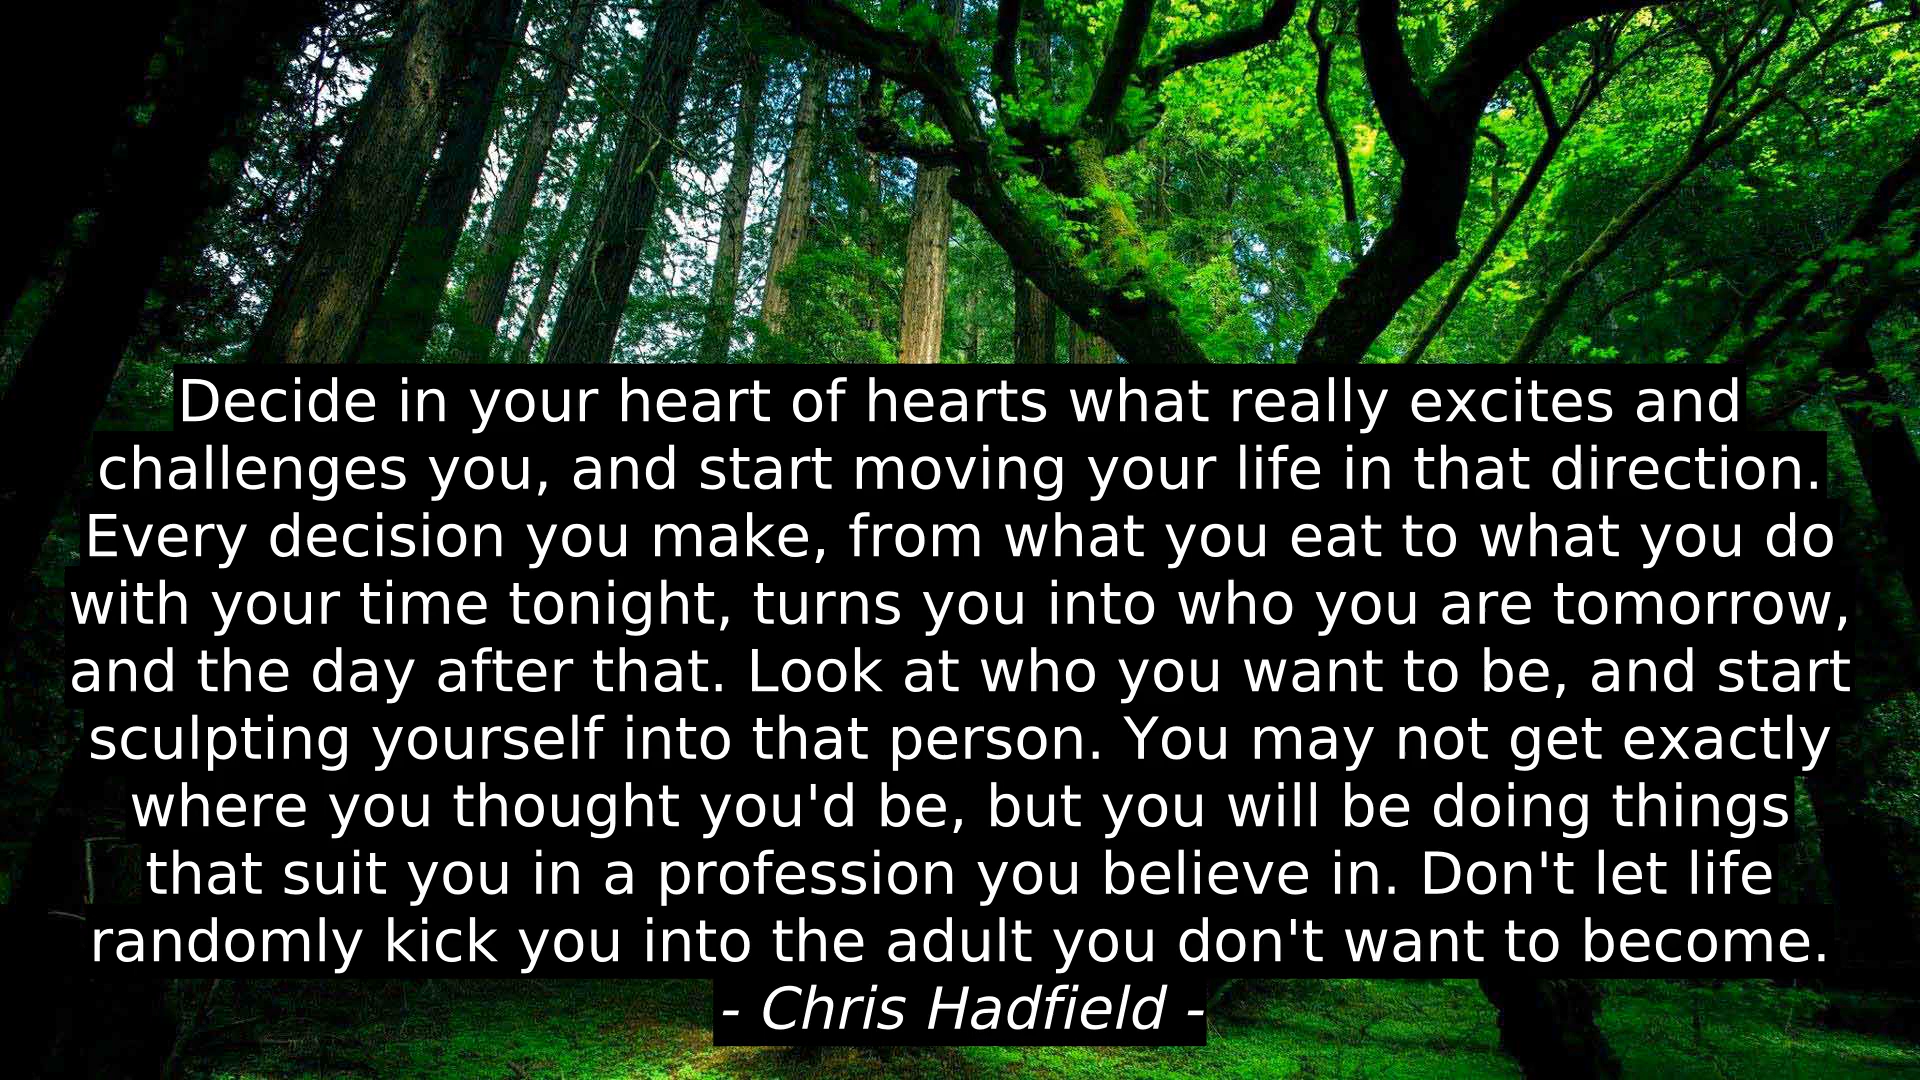 Decide in your heart of hearts what really excites and
challenges you, and start moving your life in that direction.
Every decision you make, from what you eat to what you do
with your time tonight, turns you into who you are tomorrow,
and the day after that. Look at who you want to be, and start
sculpting yourself into that person. You may not get exactly
where you thought you'd be, but you will be doing things
that suit you in a profession you believe in. Don't let life
randomly kick you into the adult you don't want to become.
- Chris Hadfield -